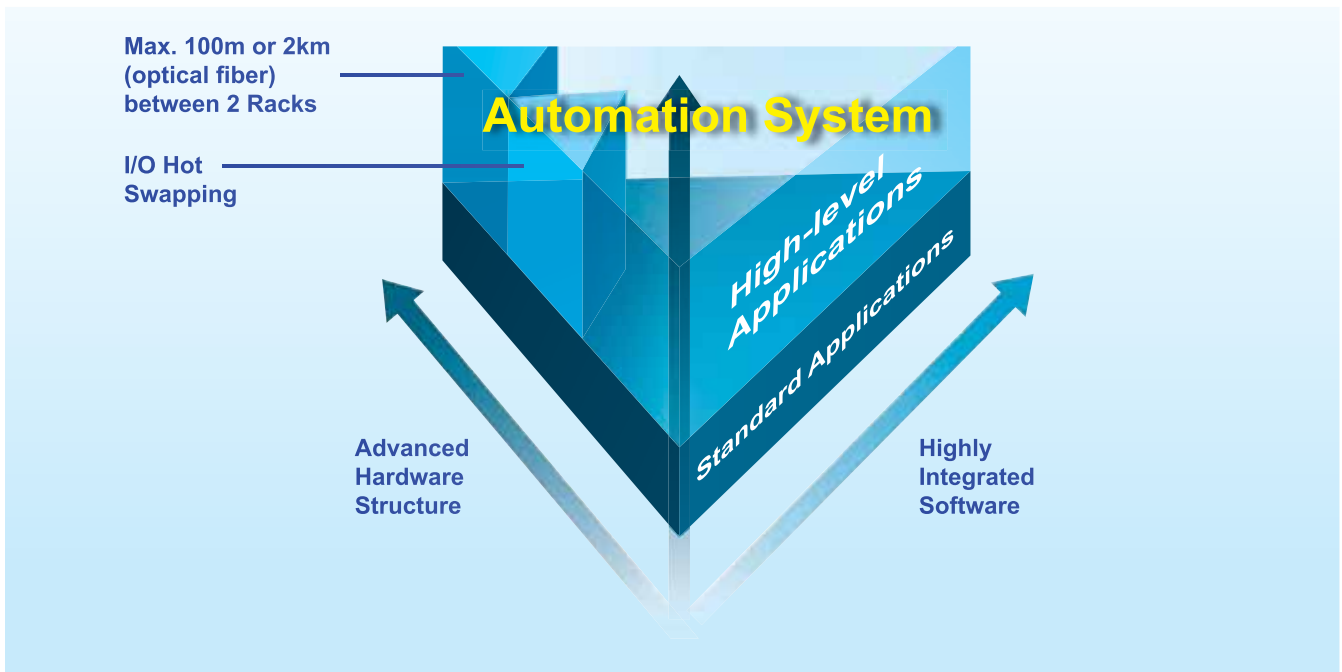 Max. 100m or 2km
(optical fiber)
between 2 Racks
I/O Hot
Swapping
Automation System
High-level
Applications
Standard Applications
Advanced
Hardware
Structure
Highly
Integrated
Software